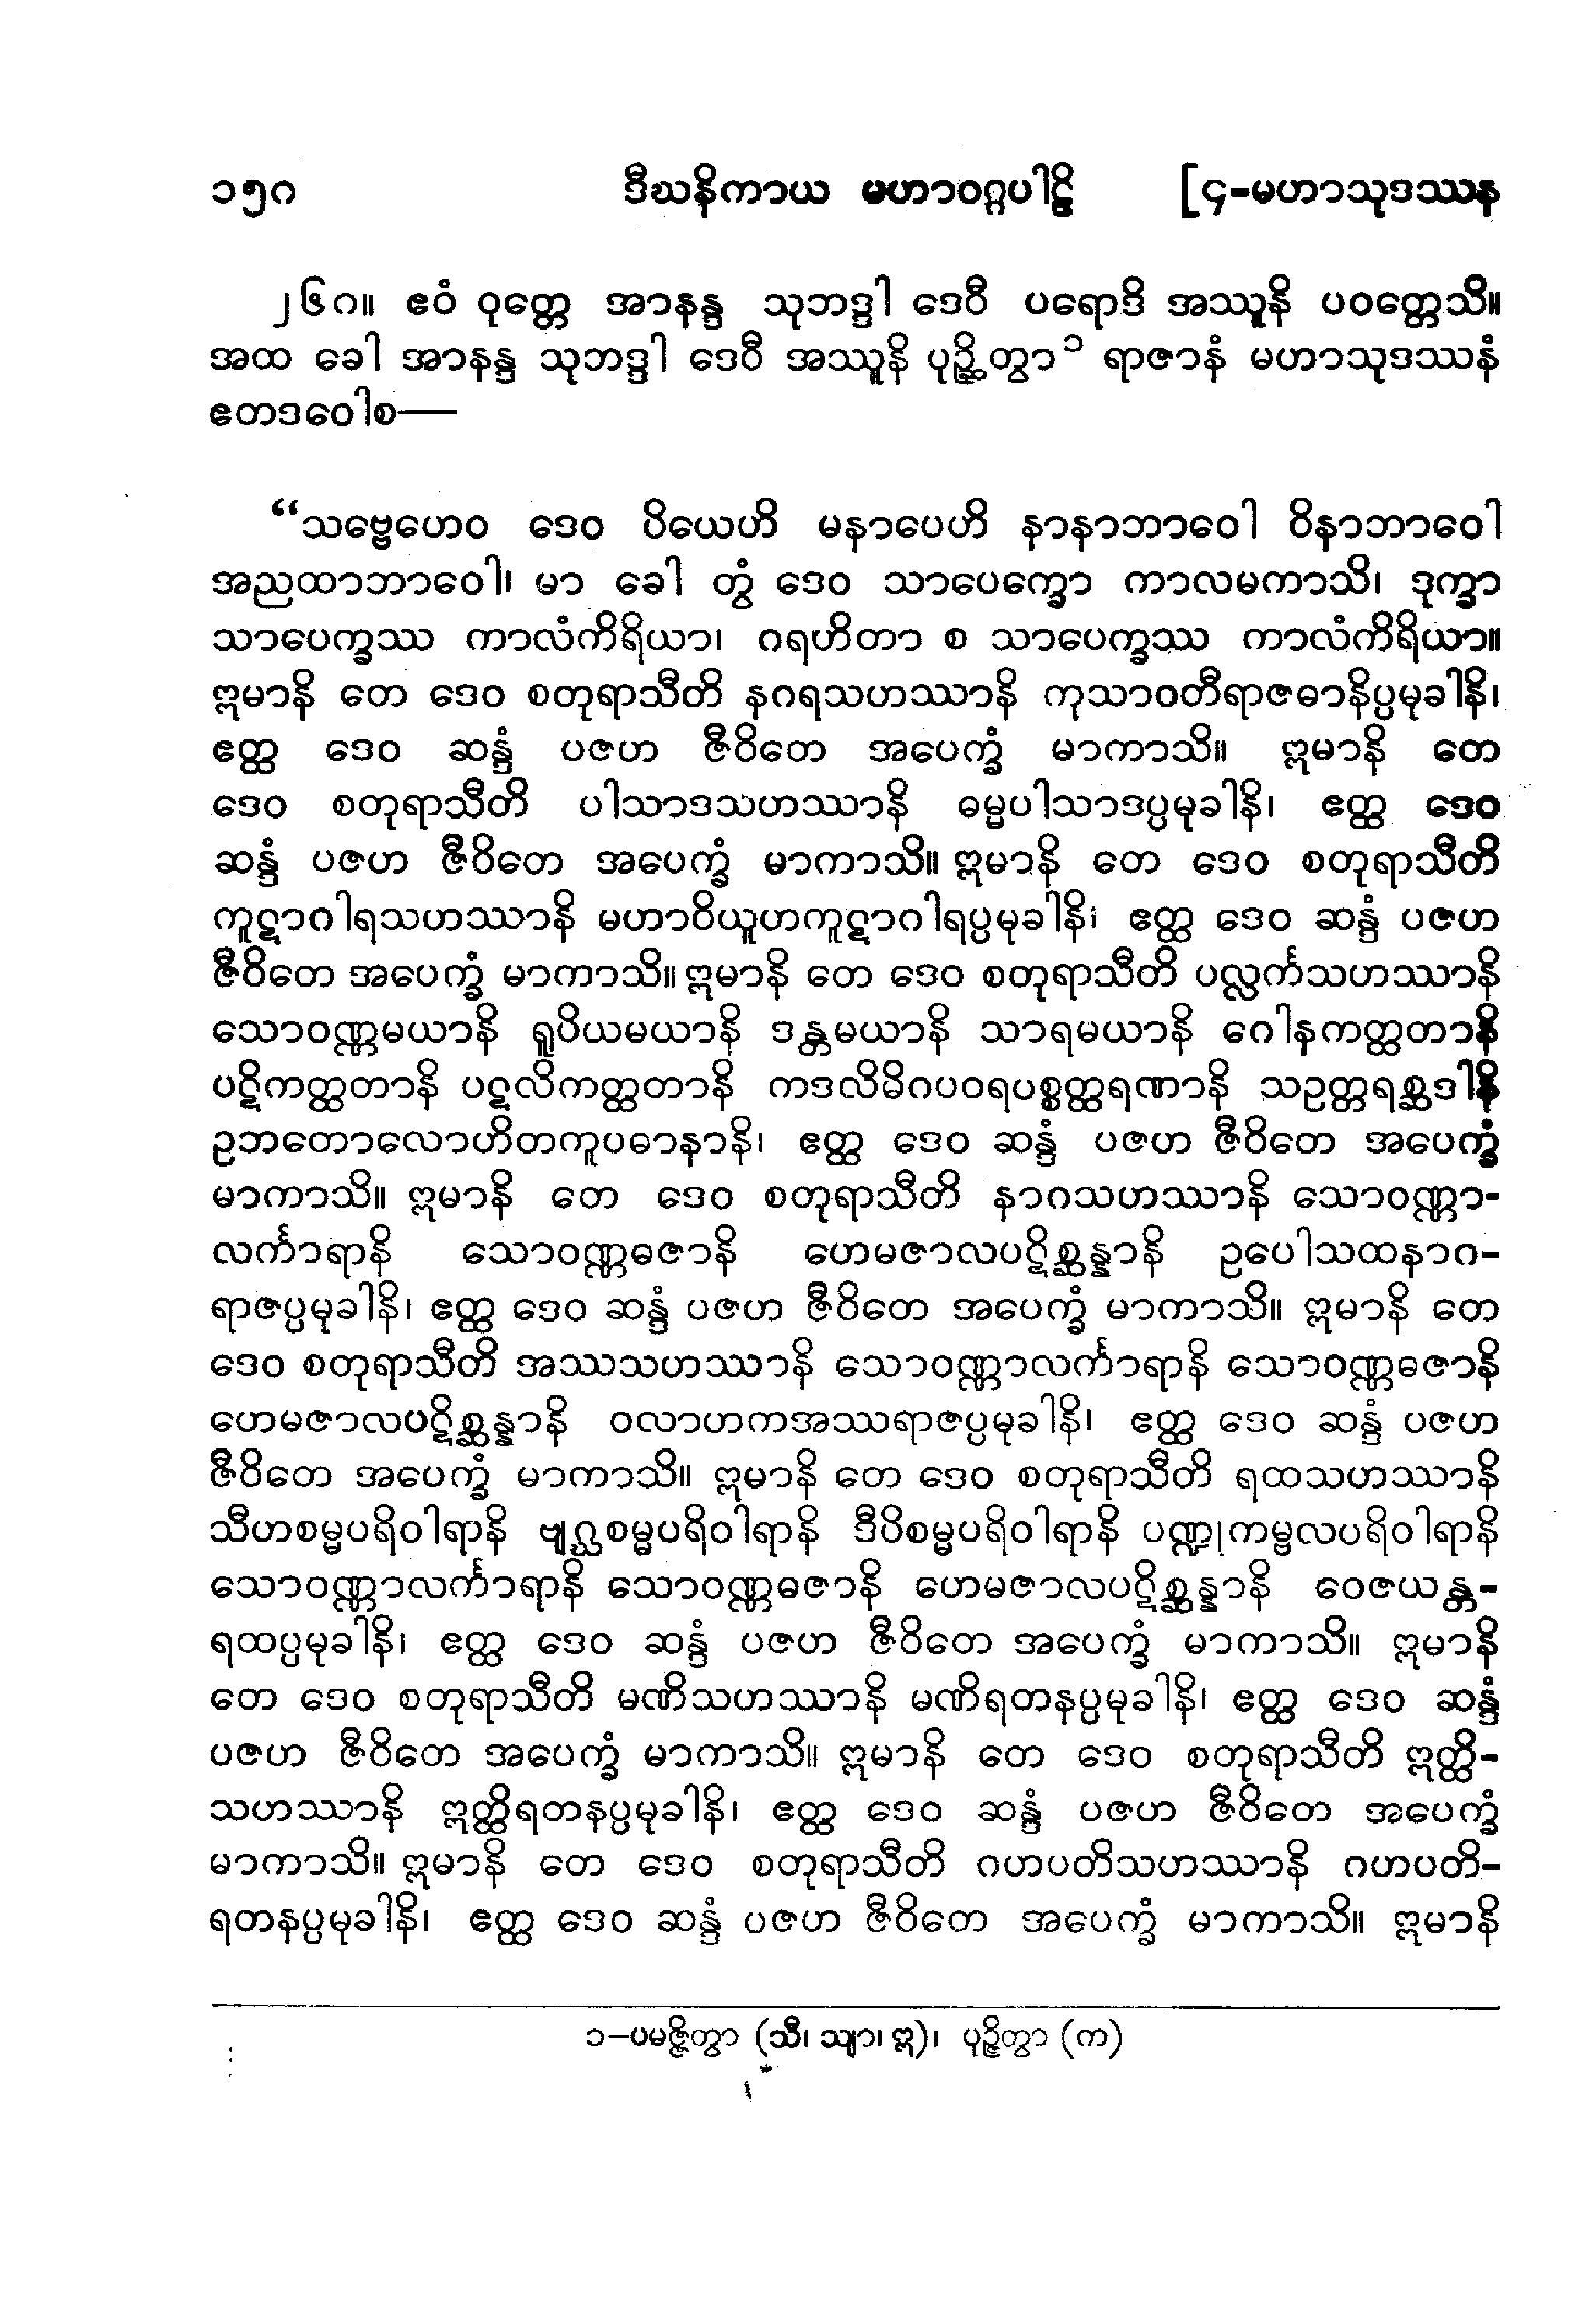 ၁၅၈ ဒီဃနိကာယ မဟာဝဂ္ဂပါဠိ [၄-မဟာသုဒဿန
၂၆၈။ ဧဝံ ဝုတ္တေ အာနန္ဒ သုဘဒ္ဒါ ဒေဝီ ပရောဒိ အဿူနိ ပဝတ္တေသိ။
အထ ခေါ အာနန္ဒ သုဘဒ္ဒါ ဒေဝီ အဿူနိ ပုဉ္ဆိတွာ ၁ ရာဇာနံ မဟာသုဒဿနံ
ဧတဒဝေါစ—
“သဗ္ဗေဟေဝ ဒေဝ ပိယေဟိ မနာပေဟိ နာနာဘာဝေါ ဝိနာဘာဝေါ
အညထာဘာဝေါ၊ မာ ခေါ တွံ ဒေဝ သာပေက္ခော ကာလမကာသိ၊ ဒုက္ခာ
သာပေက္ခဿ ကာလံကိရိယာ၊ ဂရဟိတာ စ သာပေက္ခဿ ကာလံကိရိယာ။
ဣမာနိ တေ ဒေဝ စတုရာသီတိ နဂရသဟဿာနိ ကုသာဝတီရာဇဓာနိပ္ပမုခါနိ၊
ဧတ္ထ ဒေဝ ဆန္ဒံ ပဇဟ ဇီဝိတေ အပေက္ခံ မာကာသိ။ ဣမာနိ တေ
ဒေဝ စတုရာသီတိ ပါသာဒသဟဿာနိ ဓမ္မပါသာဒပ္ပမုခါနိ၊ ဧတ္ထ ဒေဝ
ဆန္ဒံ ပဇဟ ဇီဝိတေ အပေက္ခံ မာကာသိ။ ဣမာနိ တေ ဒေဝ စတုရာသီတိ
ကူဋာဂါရသဟဿာနိ မဟာဝိယူဟကူဋာဂါရပ္ပမုခါနိ၊ ဧတ္ထ ဒေဝ ဆန္ဒံ ပဇဟ
ဇီဝိတေ အပေက္ခံ မာကာသိ။ ဣမာနိ တေ ဒေဝ စတုရာသီတိ ပလ္လင်္ကသဟဿာနိ
သောဝဏ္ဏမယာနိ ရူပိယမယာနိ ဒန္တမယာနိ သာရမယာနိ ဂေါနကတ္ထတာနိ
ပဋိကတ္ထတာနိ ပဋလိကတ္ထတာနိ ကဒလိမိဂပဝရပစ္စတ္ထရဏာနိ သဥတ္တရစ္ဆဒါနိ
ဥဘတောလောဟိတကူပဓာနာနိ၊ ဧတ္ထ ဒေဝ ဆန္ဒံ ပဇဟ ဇီဝိတေ အပေက္ခံ
မာကာသိ။ ဣမာနိ တေ ဒေဝ စတုရာသီတိ နာဂသဟဿာနိ သောဝဏ္ဏာ-
လင်္ကာရာနိ သောဝဏ္ဏဓဇာနိ ဟေမဇာလပဋိစ္ဆန္နာနိ ဥပေါသထနာဂ-
ရာဇပ္ပမုခါနိ၊ ဧတ္ထ ဒေဝ ဆန္ဒံ ပဇဟ ဇီဝိတေ အပေက္ခံ မာကာသိ။ ဣမာနိ တေ
ဒေဝ စတုရာသီတိ အဿသဟဿာနိ သောဝဏ္ဏာလင်္ကာရာနိ သောဝဏ္ဏဓဇာနိ
ဟေမဇာလပဋိစ္ဆန္နာနိ ဝလာဟကအဿရာဇပ္ပမုခါနိ၊ ဧတ္ထ ဒေဝ ဆန္ဒံ ပဇဟ
ဇီဝိတေ အပေက္ခံ မာကာသိ။ ဣမာနိ တေ ဒေဝ စတုရာသီတိ ရထသဟဿာနိ
သီဟစမ္မပရိဝါရာနိ ဗျဂ္ဃစမ္မပရိဝါရာနိ ဒီပိစမ္မပရိဝါရာနိ ပဏ္ဍုကမ္ဗလပရိဝါရာနိ
သောဝဏ္ဏာလင်္ကာရာနိ သောဝဏ္ဏဓဇာနိ ဟေမဇာလပဋိစ္ဆန္နာနိ ဝေဇယန္တ-
ရထပ္ပမုခါနိ၊ ဧတ္ထ ဒေဝ ဆန္ဒံ ပဇဟ ဇီဝိတေ အပေက္ခံ မာကာသိ။ ဣမာနိ
တေ ဒေဝ စတုရာသီတိ မဏိသဟဿာနိ မဏိရတနပ္ပမုခါနိ၊ ဧတ္ထ ဒေဝ ဆန္ဒံ
ပဇဟ ဇီဝိတေ အပေက္ခံ မာကာသိ။ ဣမာနိ တေ ဒေဝ စတုရာသီတိ ဣတ္ထိ-
သဟဿာနိ ဣတ္ထိရတနပ္ပမုခါနိ၊ ဧတ္ထ ဒေဝ ဆန္ဒံ ပဇဟ ဇီဝိတေ အပေက္ခံ
မာကာသိ။ ဣမာနိ တေ ဒေဝ စတုရာသီတိ ဂဟပတိသဟဿာနိ ဂဟပတိ-
ရတနပ္ပမုခါနိ၊ ဧတ္ထ ဒေဝ ဆန္ဒံ ပဇဟ ဇီဝိတေ အပေက္ခံ မာကာသိ။ ဣမာနိ
၁-ပမဇ္ဇိတွာ (သီ၊ သျာ၊ ဣ)၊ ပုဉ္ဇိတွာ (က)